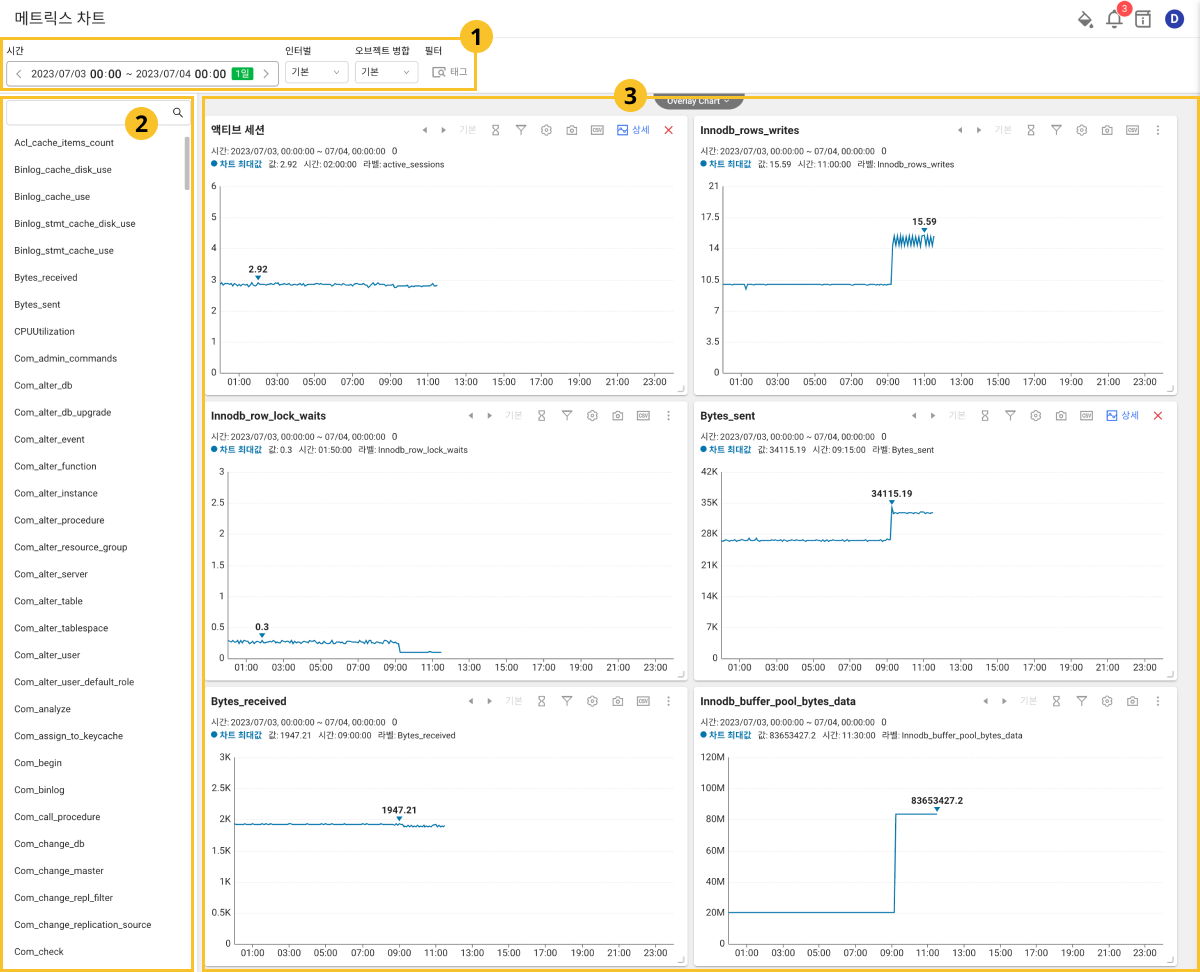 메트릭스 차트
3
D
시간
인터벌
오브젝트 병합
필터
1
2023/07/03 00:00 ~ 2023/07/04 00:00 1일
기본
기본
태그
2
Acl_cache_items_count
Binlog_cache_disk_use
Binlog_cache_use
Binlog_stmt_cache_disk_use
Binlog_stmt_cache_use
Bytes_received
Bytes_sent
CPUUtilization
Com_admin_commands
Com_alter_db
Com_alter_db_upgrade
Com_alter_event
Com_alter_function
Com_alter_instance
Com_alter_procedure
Com_alter_resource_group
Com_alter_server
Com_alter_table
Com_alter_tablespace
Com_alter_user
Com_alter_user_default_role
Com_analyze
Com_assign_to_keycache
Com_begin
Com_binlog
Com_call_procedure
Com_change_db
Com_change_master
Com_change_repl_filter
Com_change_replication_source
Com_check
3
Overlay Chart
액티브 세션
기본
CSV
상세
시간: 2023/07/03, 00:00:00 ~ 07/04, 00:00:00 0
차트 최대값 값: 2.92 시간: 02:00:00 라벨: active_sessions
6
5
4
3
2
1
0
2.92
01:00 03:00 05:00 07:00 09:00 11:00 13:00 15:00 17:00 19:00 21:00 23:00
Innodb_rows_writes
기본
CSV
시간: 2023/07/03, 00:00:00 ~ 07/04, 00:00:00 0
차트 최대값 값: 15.59 시간: 11:00:00 라벨: Innodb_rows_writes
21
17.5
14
10.5
7
3.5
0
15.59
01:00 03:00 05:00 07:00 09:00 11:00 13:00 15:00 17:00 19:00 21:00 23:00
Innodb_row_lock_waits
기본
CSV
시간: 2023/07/03, 00:00:00 ~ 07/04, 00:00:00 0
차트 최대값 값: 0.3 시간: 01:50:00 라벨: Innodb_row_lock_waits
3
2.5
2
1.5
1
0.5
0
0.3
01:00 03:00 05:00 07:00 09:00 11:00 13:00 15:00 17:00 19:00 21:00 23:00
Bytes_sent
기본
CSV
상세
시간: 2023/07/03, 00:00:00 ~ 07/04, 00:00:00 0
차트 최대값 값: 34115.19 시간: 09:15:00 라벨: Bytes_sent
42K
35K
28K
21K
14K
7K
0
34115.19
01:00 03:00 05:00 07:00 09:00 11:00 13:00 15:00 17:00 19:00 21:00 23:00
Bytes_received
기본
CSV
시간: 2023/07/03, 00:00:00 ~ 07/04, 00:00:00 0
차트 최대값 값: 1947.21 시간: 09:00:00 라벨: Bytes_received
3K
2.5K
2K
1.5K
1K
0.5K
0
1947.21
01:00 03:00 05:00 07:00 09:00 11:00 13:00 15:00 17:00 19:00 21:00 23:00
Innodb_buffer_pool_bytes_data
기본
시간: 2023/07/03, 00:00:00 ~ 07/04, 00:00:00 0
차트 최대값 값: 83653427.2 시간: 11:30:00 라벨: Innodb_buffer_pool_bytes_data
120M
100M
80M
60M
40M
20M
0
83653427.2
01:00 03:00 05:00 07:00 09:00 11:00 13:00 15:00 17:00 19:00 21:00 23:00